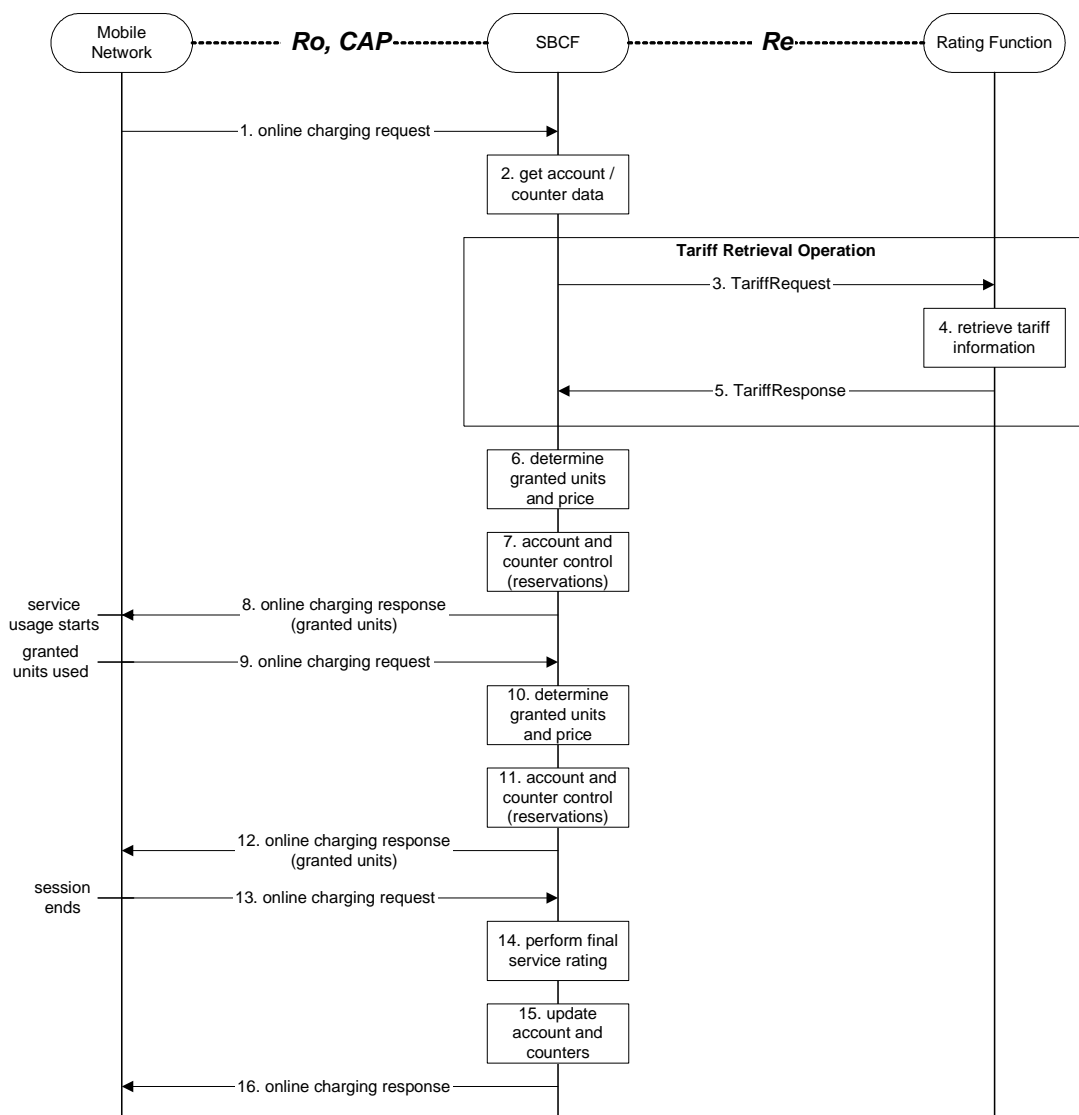 Mobile
Network
Ro, CAP
SBCF
Re
Rating Function
1. online charging request
2. get account /
counter data
Tariff Retrieval Operation
3. TariffRequest
4. retrieve tariff
information
5. TariffResponse
6. determine
granted units
and price
7. account and
counter control
(reservations)
service
usage starts
8. online charging response
(granted units)
granted
units used
9. online charging request
10. determine
granted units
and price
11. account and
counter control
(reservations)
12. online charging response
(granted units)
session
ends
13. online charging request
14. perform final
service rating
15. update
account and
counters
16. online charging response